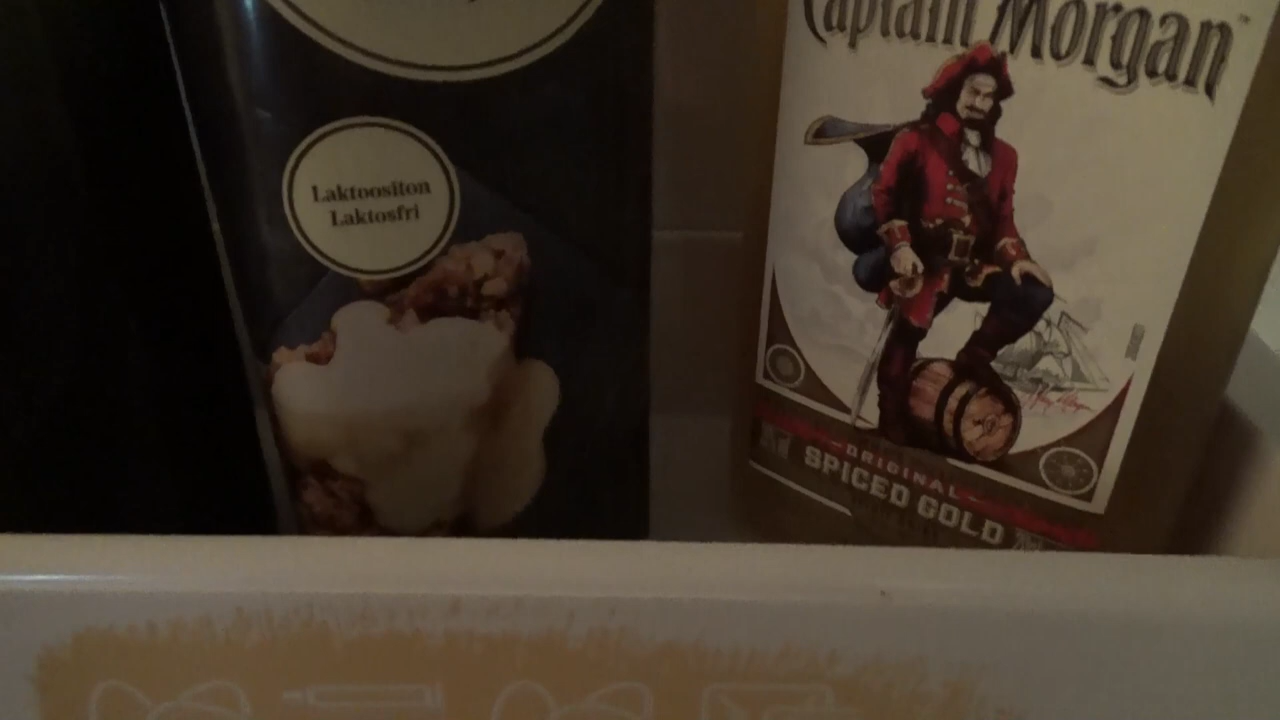 Laktoositon
Laktosfri
Captain Morgan
ORIGINAL
SPICED GOLD